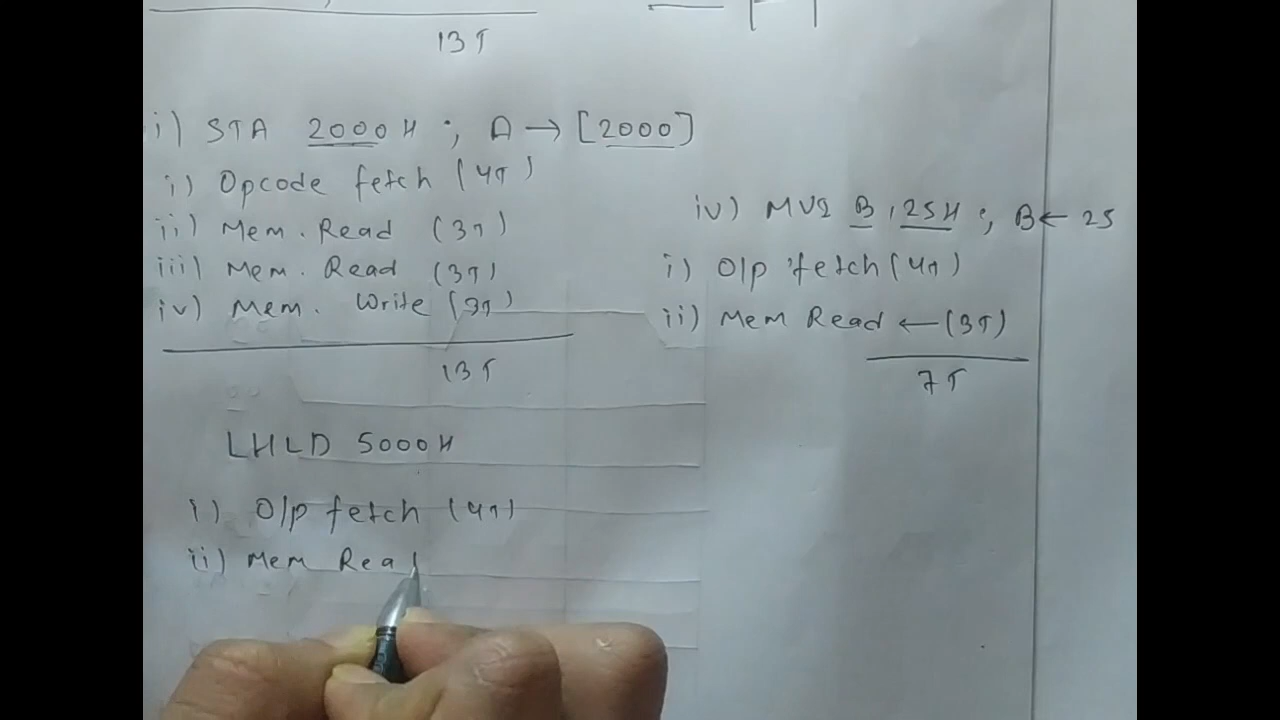 13T
i) STA 2000H ; A → [2000]
i) Opcode fetch (4T)
ii) Mem. Read (3T)
iii) Mem. Read (3T)
iv) Mem. Write (3T)
13T
LHLD 5000H
i) O/p fetch (4T)
ii) Mem Read
iv) MVI B, 25H ; B ← 25
i) O/p fetch (4T)
ii) Mem Read ← (3T)
7T